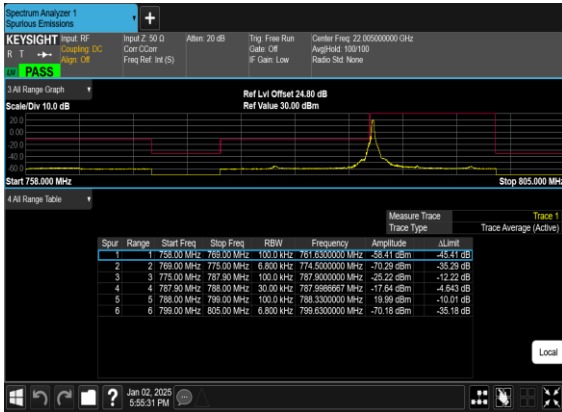 Spectrum Analyzer 1
Spurious Emissions
+
KEYSIGHT Input: RF Input Z: 50 Ω Atten: 20 dB Trig: Free Run Center Freq: 22.005000000 GHz
R T Coupling: DC Corr CCorr Gate: Off Avg|Hold: 100/100
Align: Off Freq Ref: Int (S) IF Gain: Low Radio Std: None
PASS
3 All Range Graph Ref Lvl Offset 24.80 dB
Scale/Div 10.0 dB Ref Value 30.00 dBm
20.0
0.00
-20.0
-40.0
-60.0
Start 758.000 MHz Stop 805.000 MHz
4 All Range Table
Measure Trace Trace 1
Trace Type Trace Average (Active)
Spur Range Start Freq Stop Freq RBW Frequency Amplitude ΔLimit
1 1 758.00 MHz 769.00 MHz 100.0 kHz 761.6300000 MHz -58.41 dBm -45.41 dB
2 2 769.00 MHz 775.00 MHz 6.800 kHz 774.5000000 MHz -70.29 dBm -35.29 dB
3 3 775.00 MHz 787.90 MHz 100.0 kHz 787.9000000 MHz -25.22 dBm -12.22 dB
4 4 787.90 MHz 788.00 MHz 30.00 kHz 787.9986667 MHz -17.64 dBm -4.643 dB
5 5 788.00 MHz 799.00 MHz 100.0 kHz 788.3300000 MHz 19.99 dBm -10.01 dB
6 6 799.00 MHz 805.00 MHz 6.800 kHz 799.6300000 MHz -70.18 dBm -35.18 dB
Local
? Jan 02, 2025
5:55:31 PM